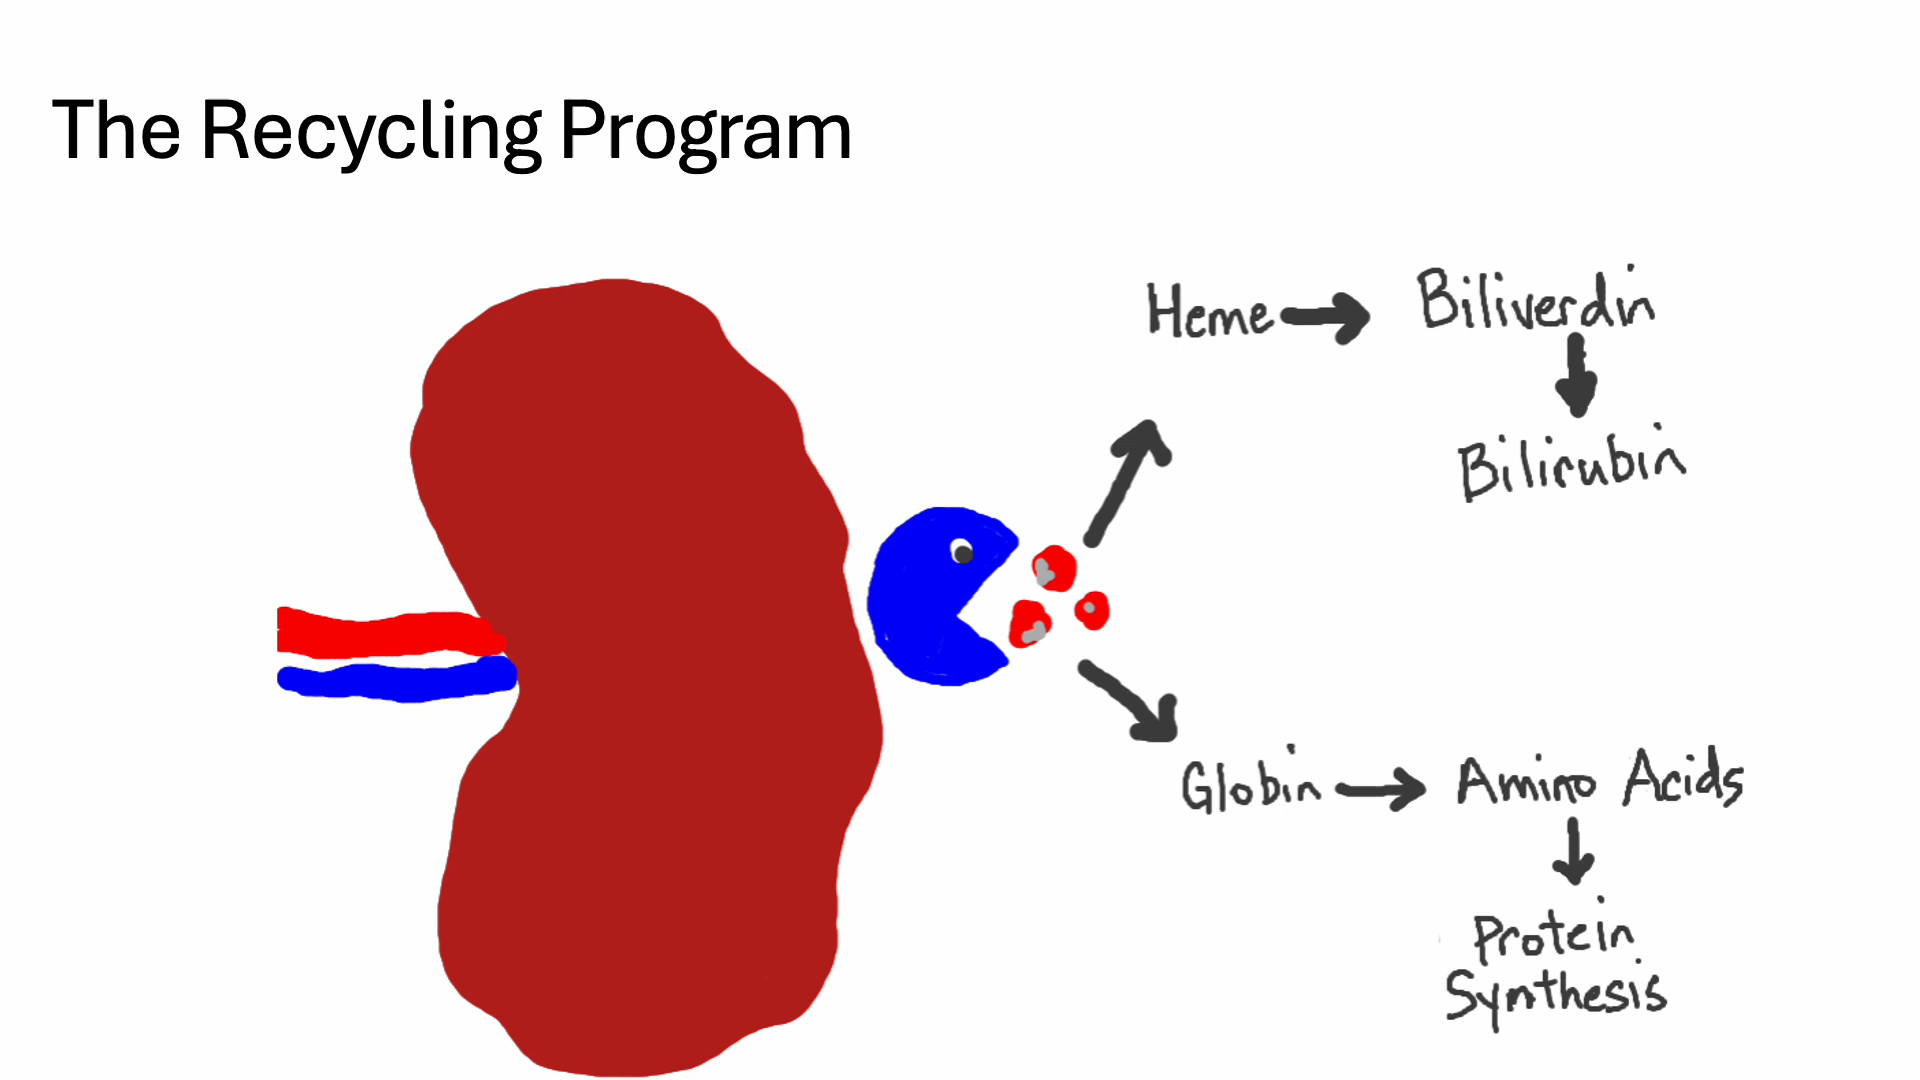 The Recycling Program
Heme → Biliverdin
Bilirubin
Globin → Amino Acids
Protein
Synthesis